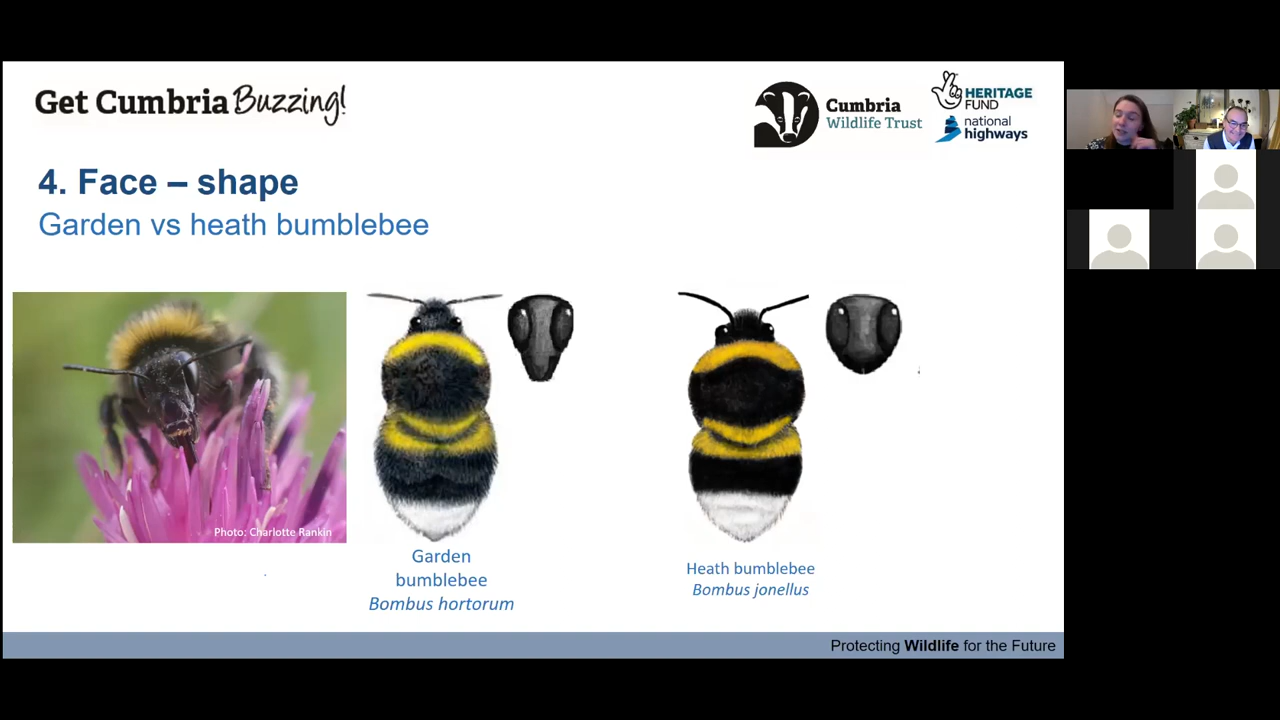 Get Cumbria Buzzing!
Cumbria
Wildlife Trust
HERITAGE
FUND
national
highways
4. Face – shape
Garden vs heath bumblebee
Photo: Charlotte Rankin
Garden
bumblebee
Bombus hortorum
Heath bumblebee
Bombus jonellus
Protecting Wildlife for the Future